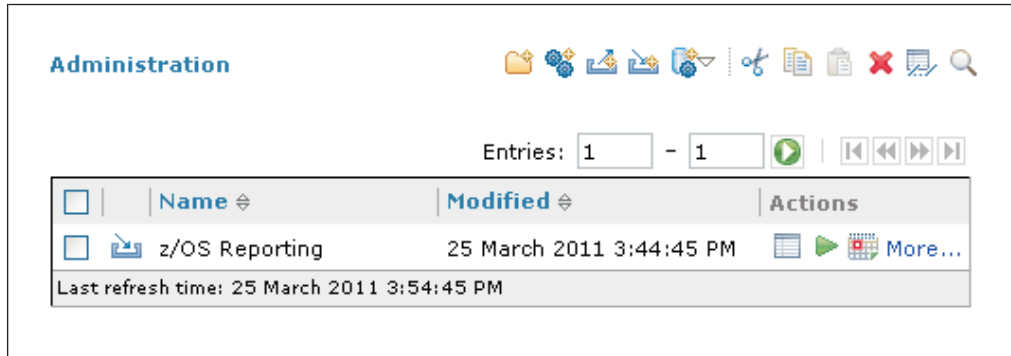 Administration
Entries: 1 - 1
Name Modified Actions
z/OS Reporting 25 March 2011 3:44:45 PM More...
Last refresh time: 25 March 2011 3:54:45 PM